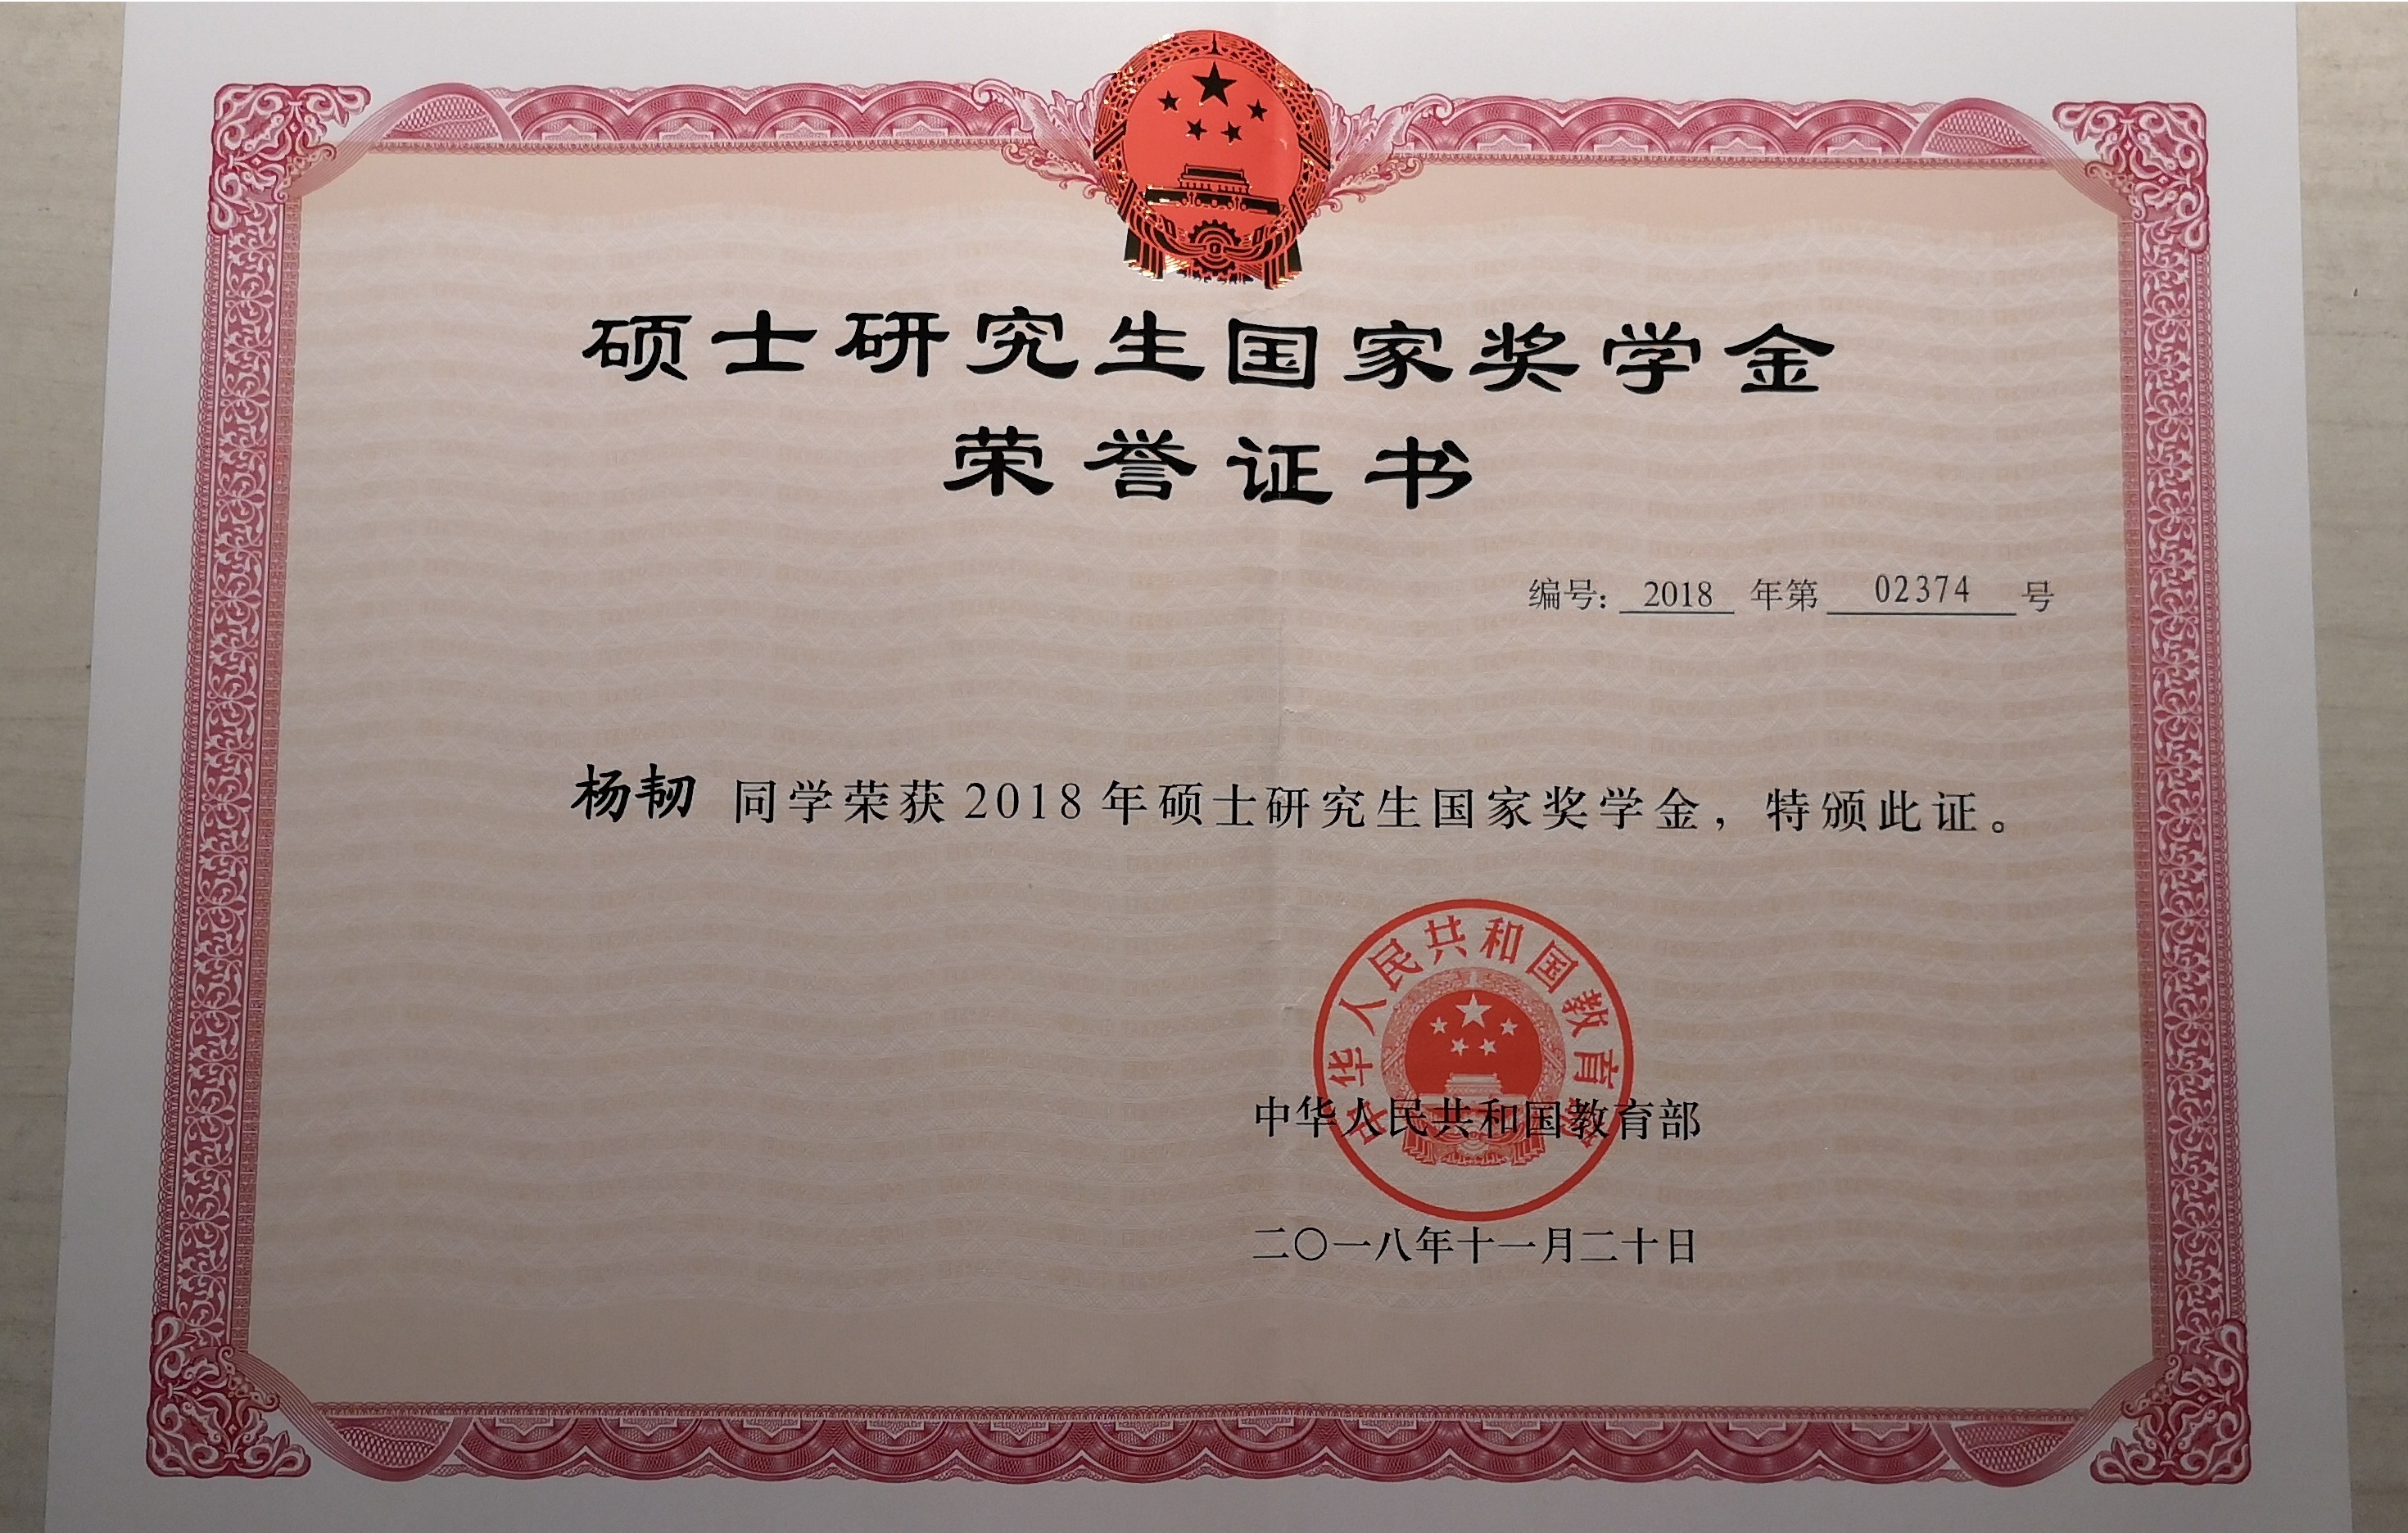 硕士研究生国家奖学金
荣誉证书
编号: 2018 年第 02374 号
杨韧 同学荣获2018年硕士研究生国家奖学金，特颁此证。
中华人民共和国教育部
中华人民共和国教育部
二〇一八年十一月二十日